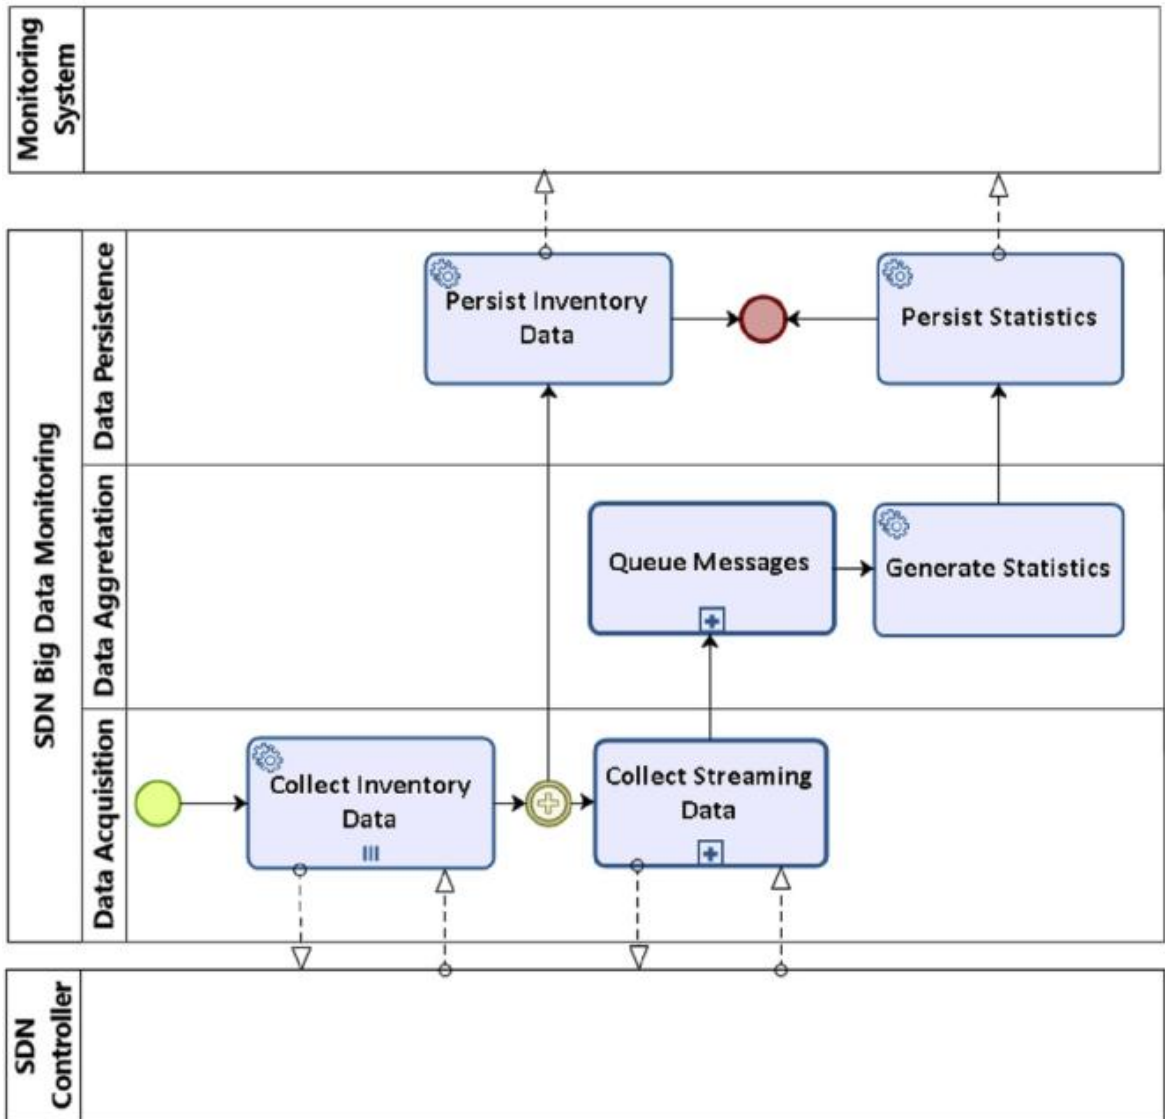 Monitoring
System
SDN Big Data Monitoring
Data Persistence
Persist Inventory
Data
Persist Statistics
Data Aggretation
Queue Messages
Generate Statistics
Data Acquisition
Collect Inventory
Data
Collect Streaming
Data
SDN
Controller